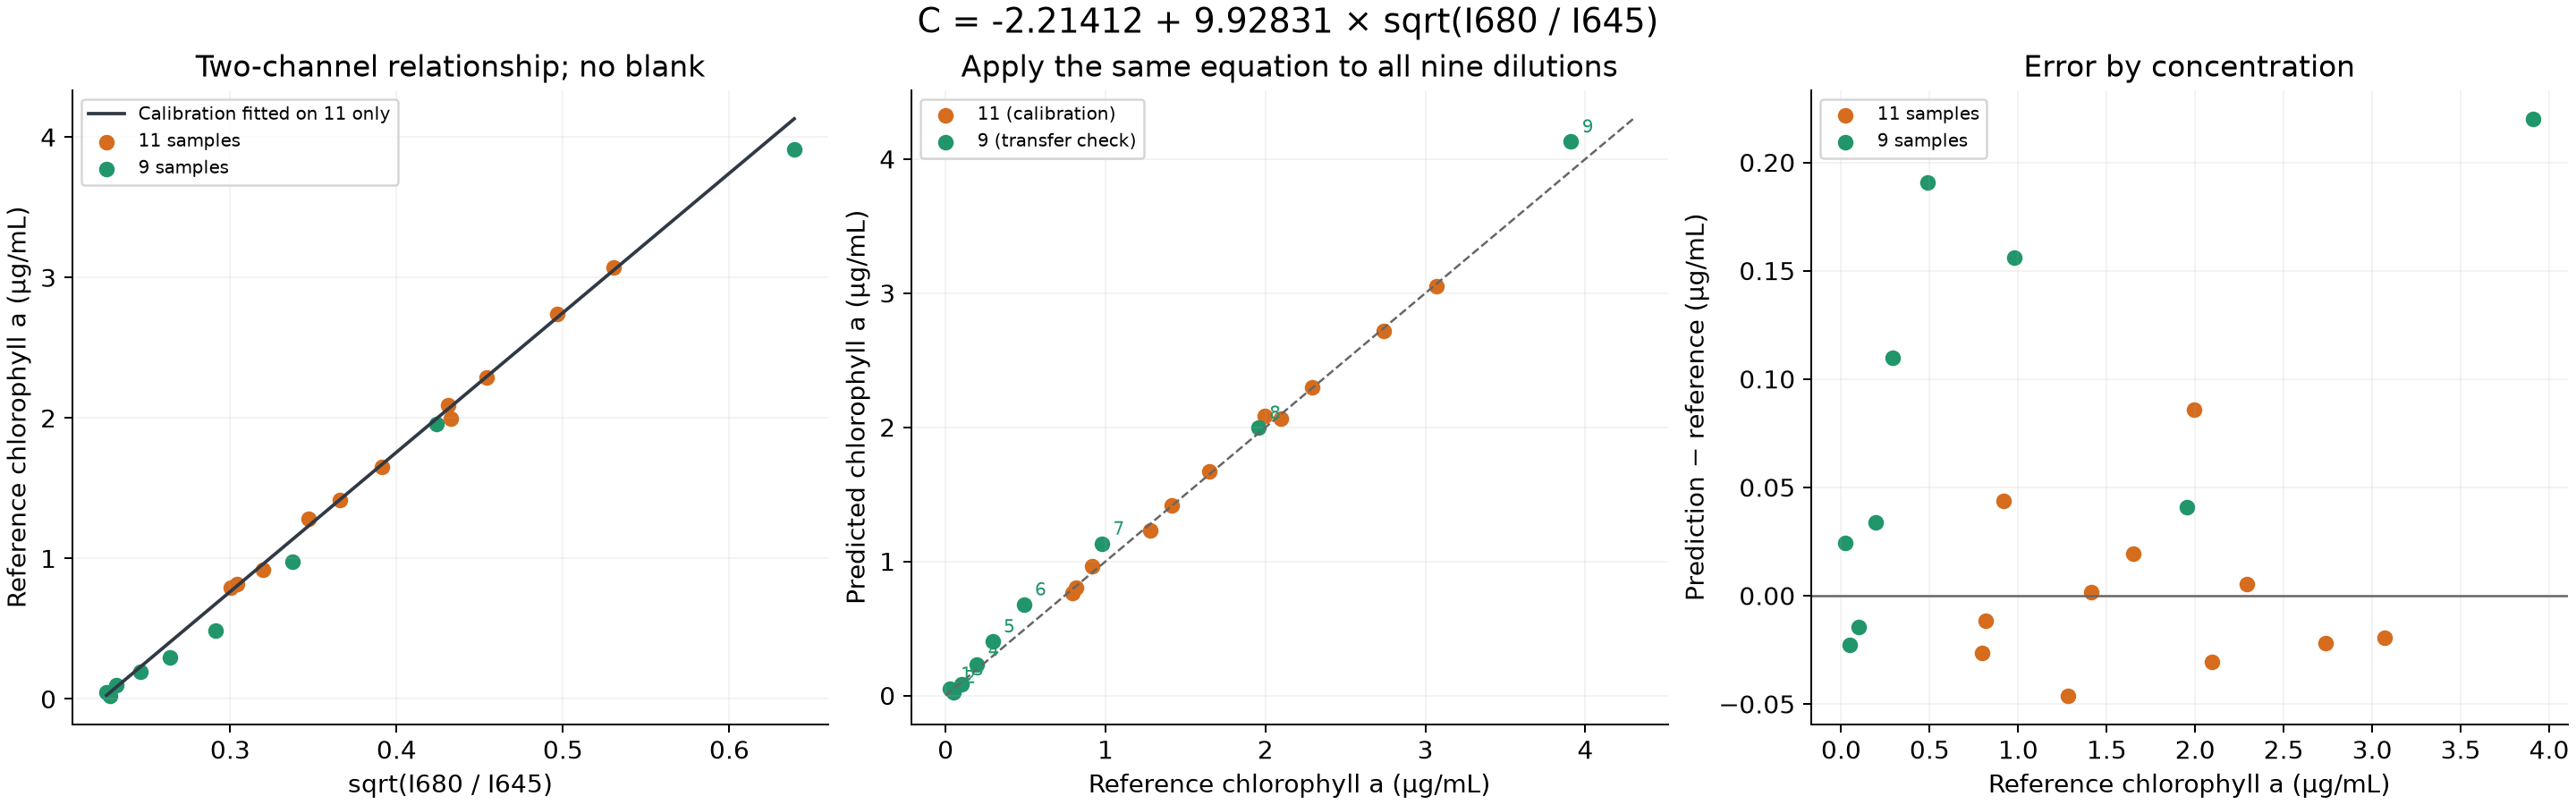 C = -2.21412 + 9.92831 × sqrt(I680 / I645)
Two-channel relationship; no blank
Calibration fitted on 11 only
11 samples
9 samples
4
3
2
1
0
0.3 0.4 0.5 0.6
sqrt(I680 / I645)
Reference chlorophyll a (µg/mL)
Apply the same equation to all nine dilutions
11 (calibration)
9 (transfer check)
9
8
7
6
5
4
3
2
1
4
3
2
1
0
0 1 2 3 4
Reference chlorophyll a (µg/mL)
Predicted chlorophyll a (µg/mL)
Error by concentration
11 samples
9 samples
0.20
0.15
0.10
0.05
0.00
−0.05
0.0 0.5 1.0 1.5 2.0 2.5 3.0 3.5 4.0
Reference chlorophyll a (µg/mL)
Prediction − reference (µg/mL)